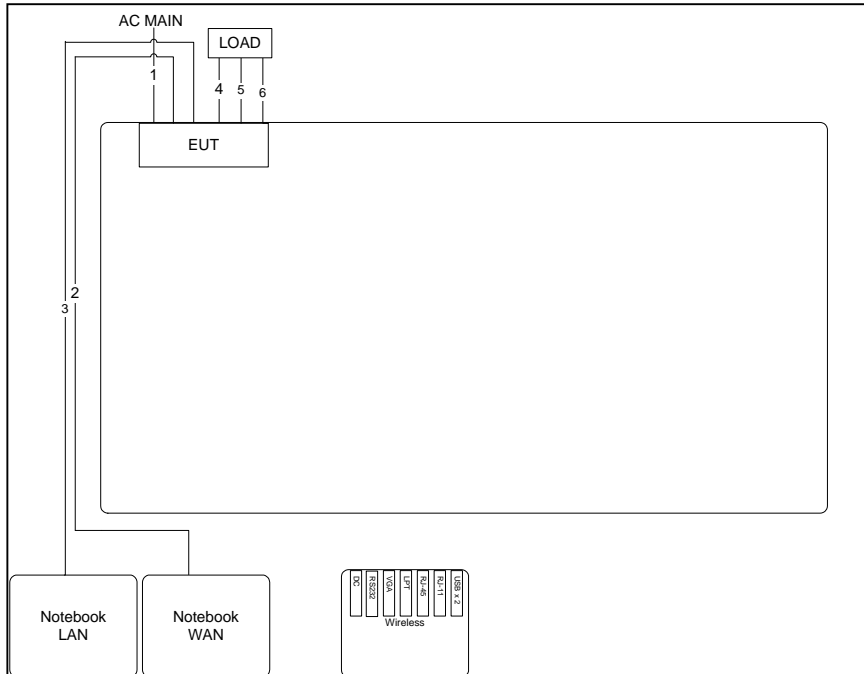 AC MAIN
LOAD
1
4
5
6
EUT
2
3
Notebook
LAN
Notebook
WAN
DC
RS232
VGA
LPT
RJ-45
RJ-11
USB x 2
Wireless